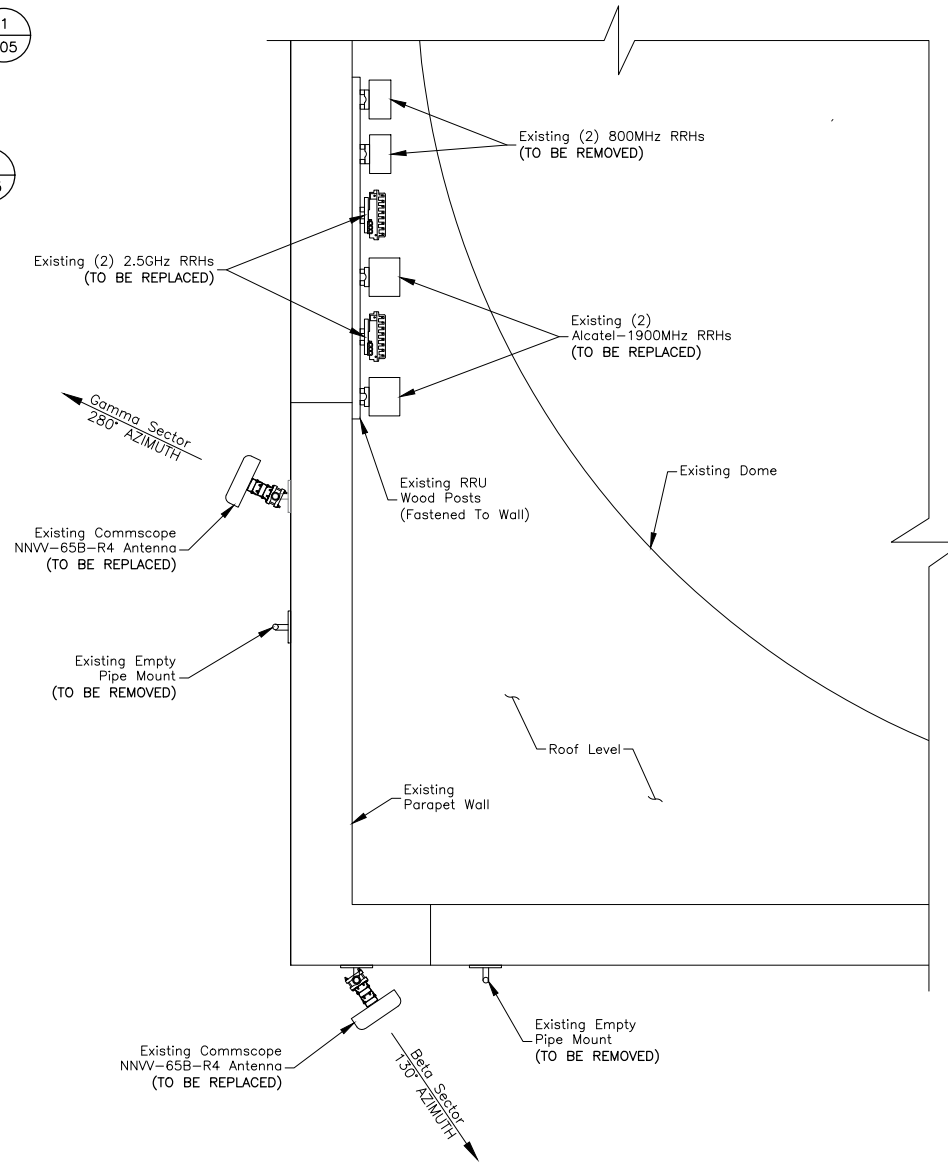 1
05
Existing (2) 800MHz RRHs
(TO BE REMOVED)
Existing (2) 2.5GHz RRHs
(TO BE REPLACED)
Existing (2)
Alcatel-1900MHz RRHs
(TO BE REPLACED)
Gamma Sector
280° AZIMUTH
Existing Dome
Existing RRU
Wood Posts
(Fastened To Wall)
Existing Commscope
NNVV-65B-R4 Antenna
(TO BE REPLACED)
Existing Empty
Pipe Mount
(TO BE REMOVED)
Roof Level
Existing
Parapet Wall
Existing Empty
Pipe Mount
(TO BE REMOVED)
Existing Commscope
NNVV-65B-R4 Antenna
(TO BE REPLACED)
Beta Sector
130° AZIMUTH